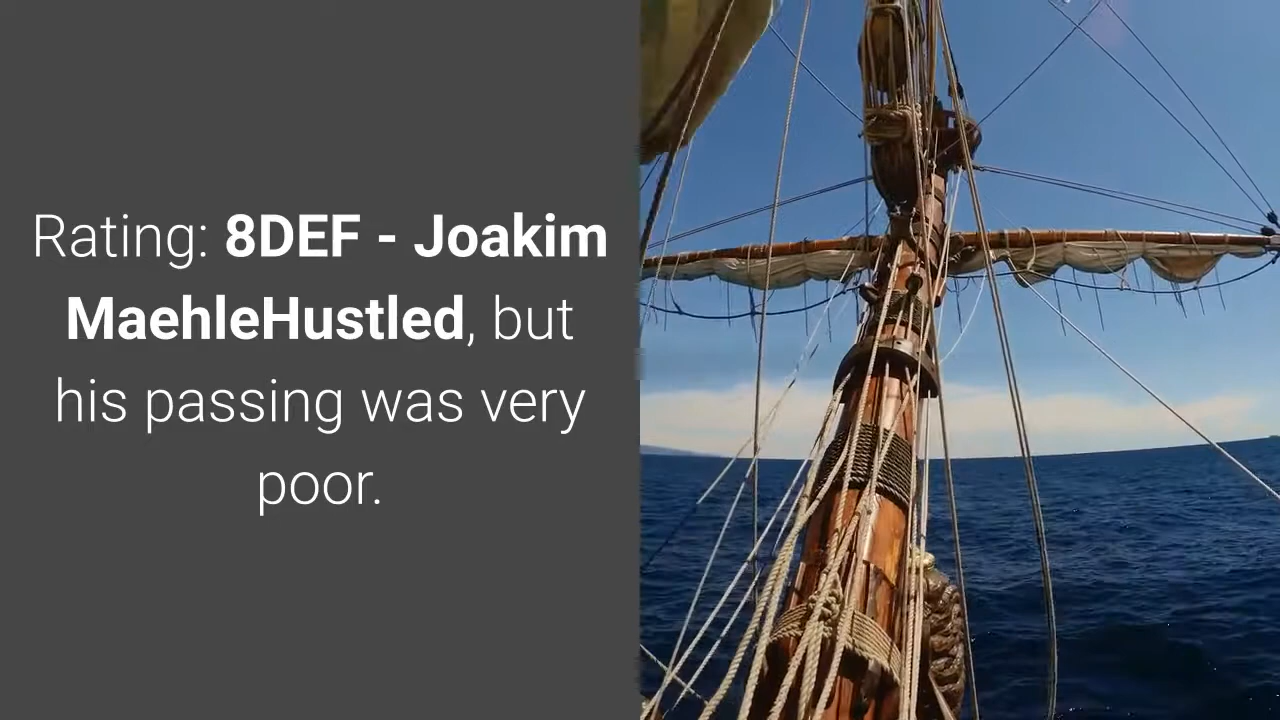 Rating: 8DEF - Joakim
MaehleHustled, but
his passing was very
poor.